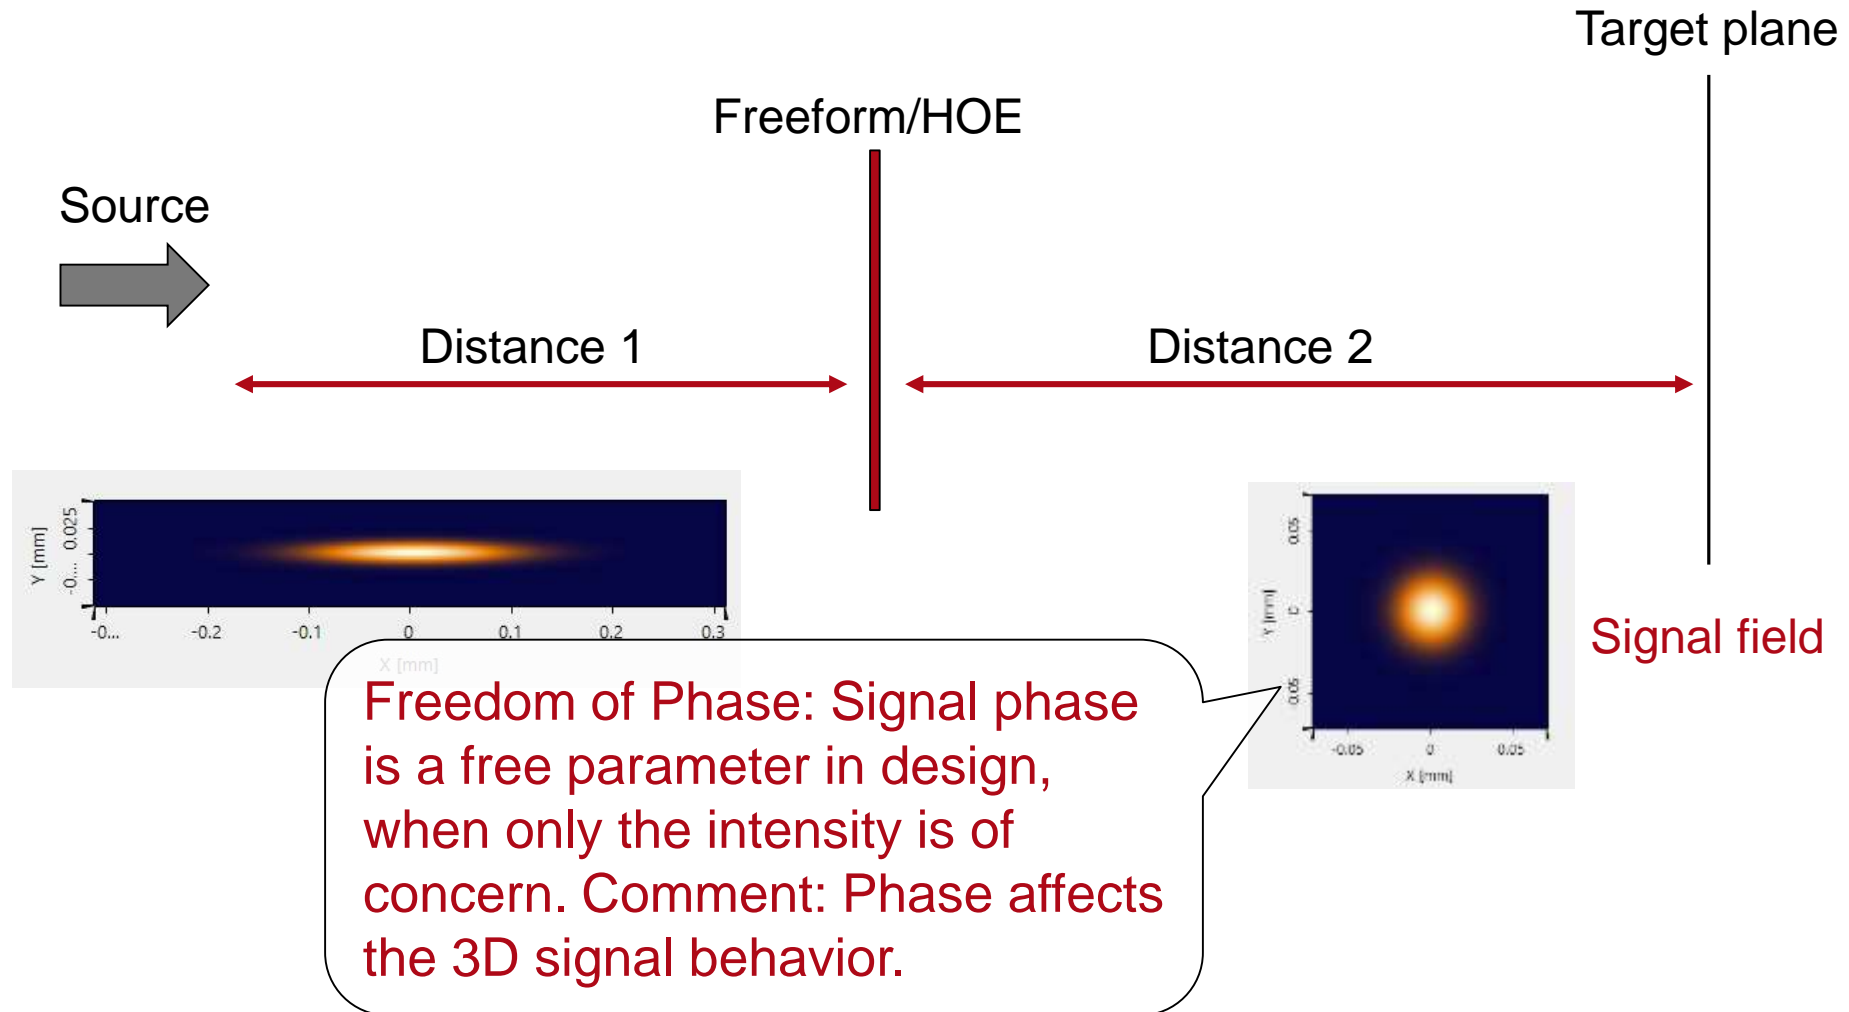 Target plane
Freeform/HOE
Source
Distance 1
Distance 2
Y [mm]
-0.... 0.025
-0... -0.2 -0.1 0 0.1 0.2 0.3
X [mm]
Y [mm]
-0.05 0 0.05
-0.05 0 0.05
X [mm]
Signal field
Freedom of Phase: Signal phase
is a free parameter in design,
when only the intensity is of
concern. Comment: Phase affects
the 3D signal behavior.